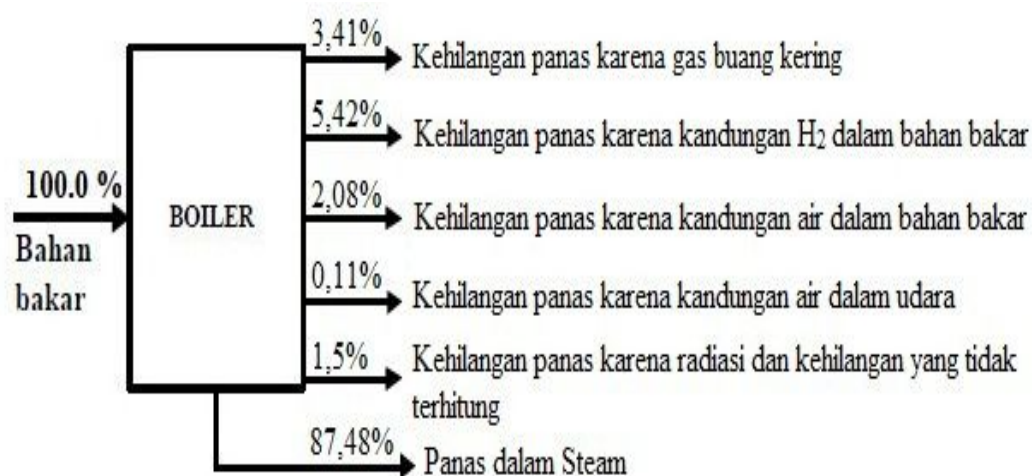 3,41%
Kehilangan panas karena gas buang kering
5,42%
Kehilangan panas karena kandungan H₂ dalam bahan bakar
100.0 %
2,08%
BOILER
Kehilangan panas karena kandungan air dalam bahan bakar
Bahan
bakar
0,11%
Kehilangan panas karena kandungan air dalam udara
1,5%
Kehilangan panas karena radiasi dan kehilangan yang tidak
terhitung
87,48%
Panas dalam Steam